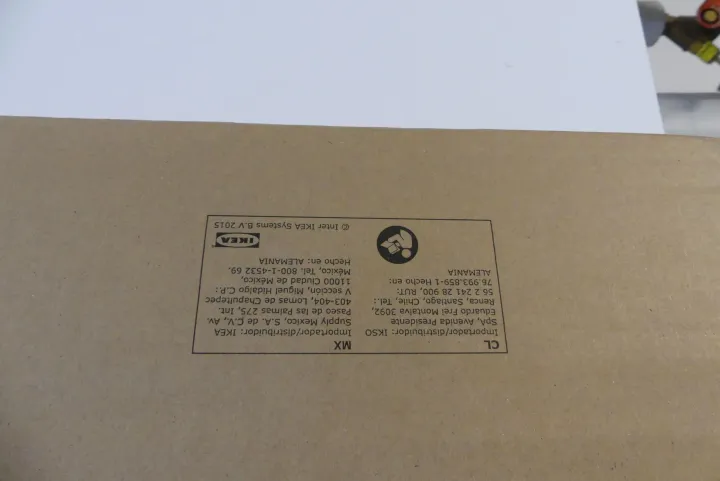 CL
Importador/distribuidor: IKSO
SpA, Avenida Presidente
Eduardo Frei Montalva 3092,
Renca, Santiago, Chile, Tel.:
56 2 241 28 900, RUT:
76.993.859-1 Hecho en:
ALEMANIA
MX
Importador/distribuidor: IKEA
Supply Mexico, S.A. de C.V., Av.
Paseo de las Palmas 275, Int.
403-404, Lomas de Chapultepec
V sección, Miguel Hidalgo C.P.:
11000 Ciudad de México,
México, Tel. 800-1-4532 69.
Hecho en: ALEMANIA
IKEA
© Inter IKEA Systems B.V 2015